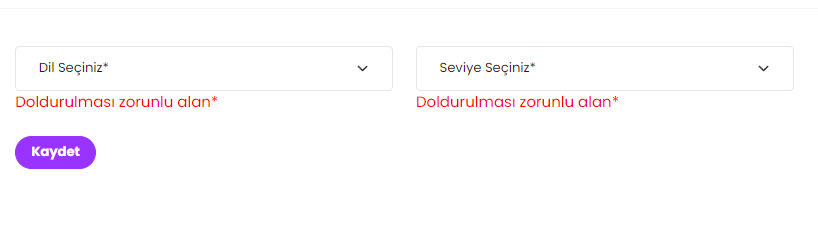 Dil Seçiniz*
Seviye Seçiniz*
Doldurulması zorunlu alan*
Doldurulması zorunlu alan*
Kaydet